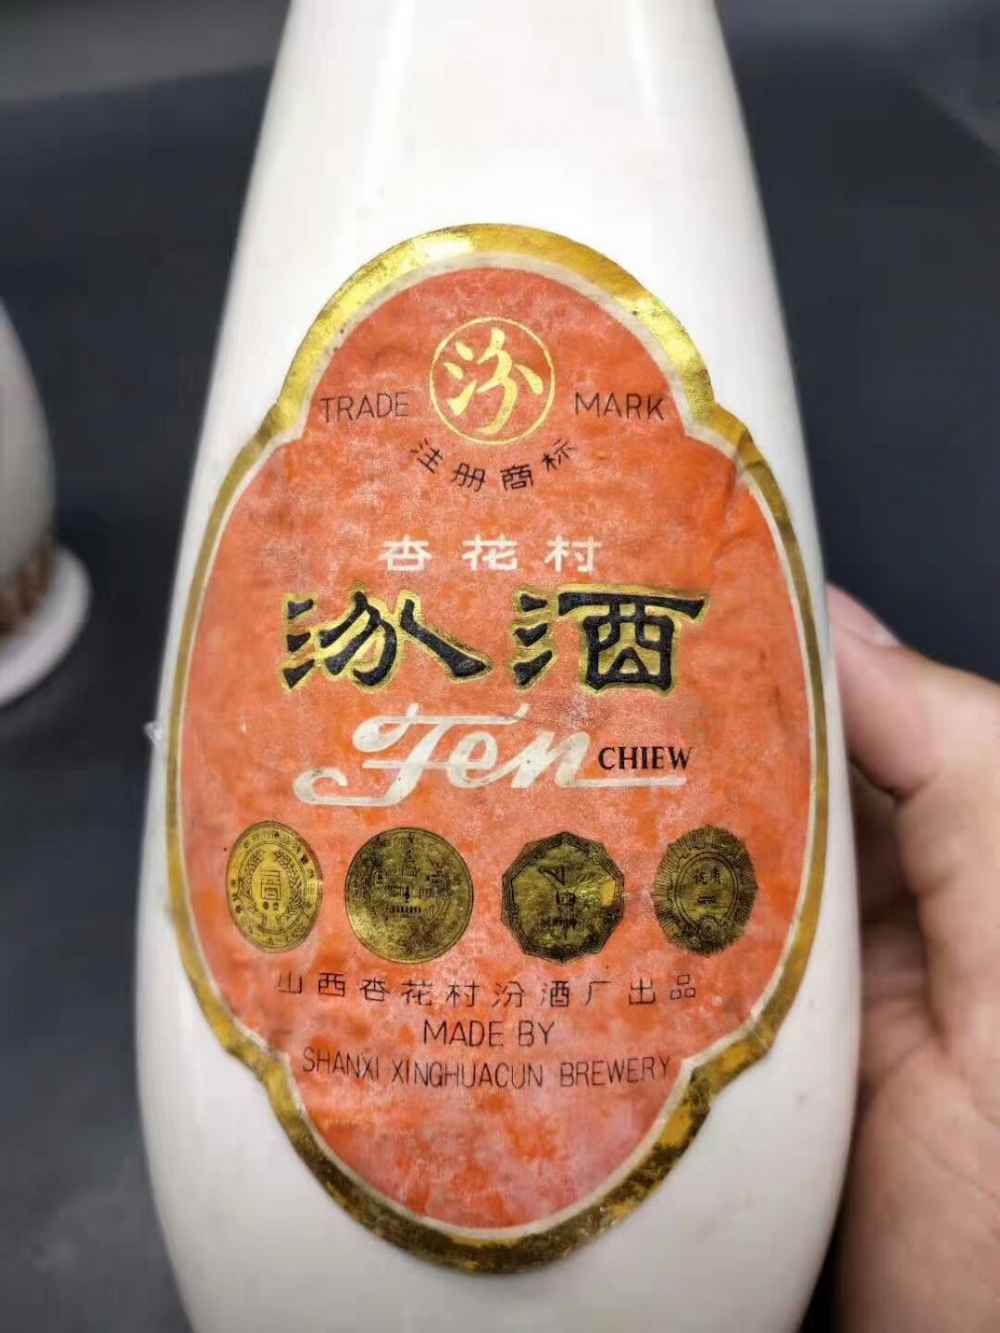 汾
TRADE MARK
注册商标
杏花村
汾酒
Fen CHIEW
山西杏花村汾酒厂出品
MADE BY
SHANXI XINGHUACUN BREWERY